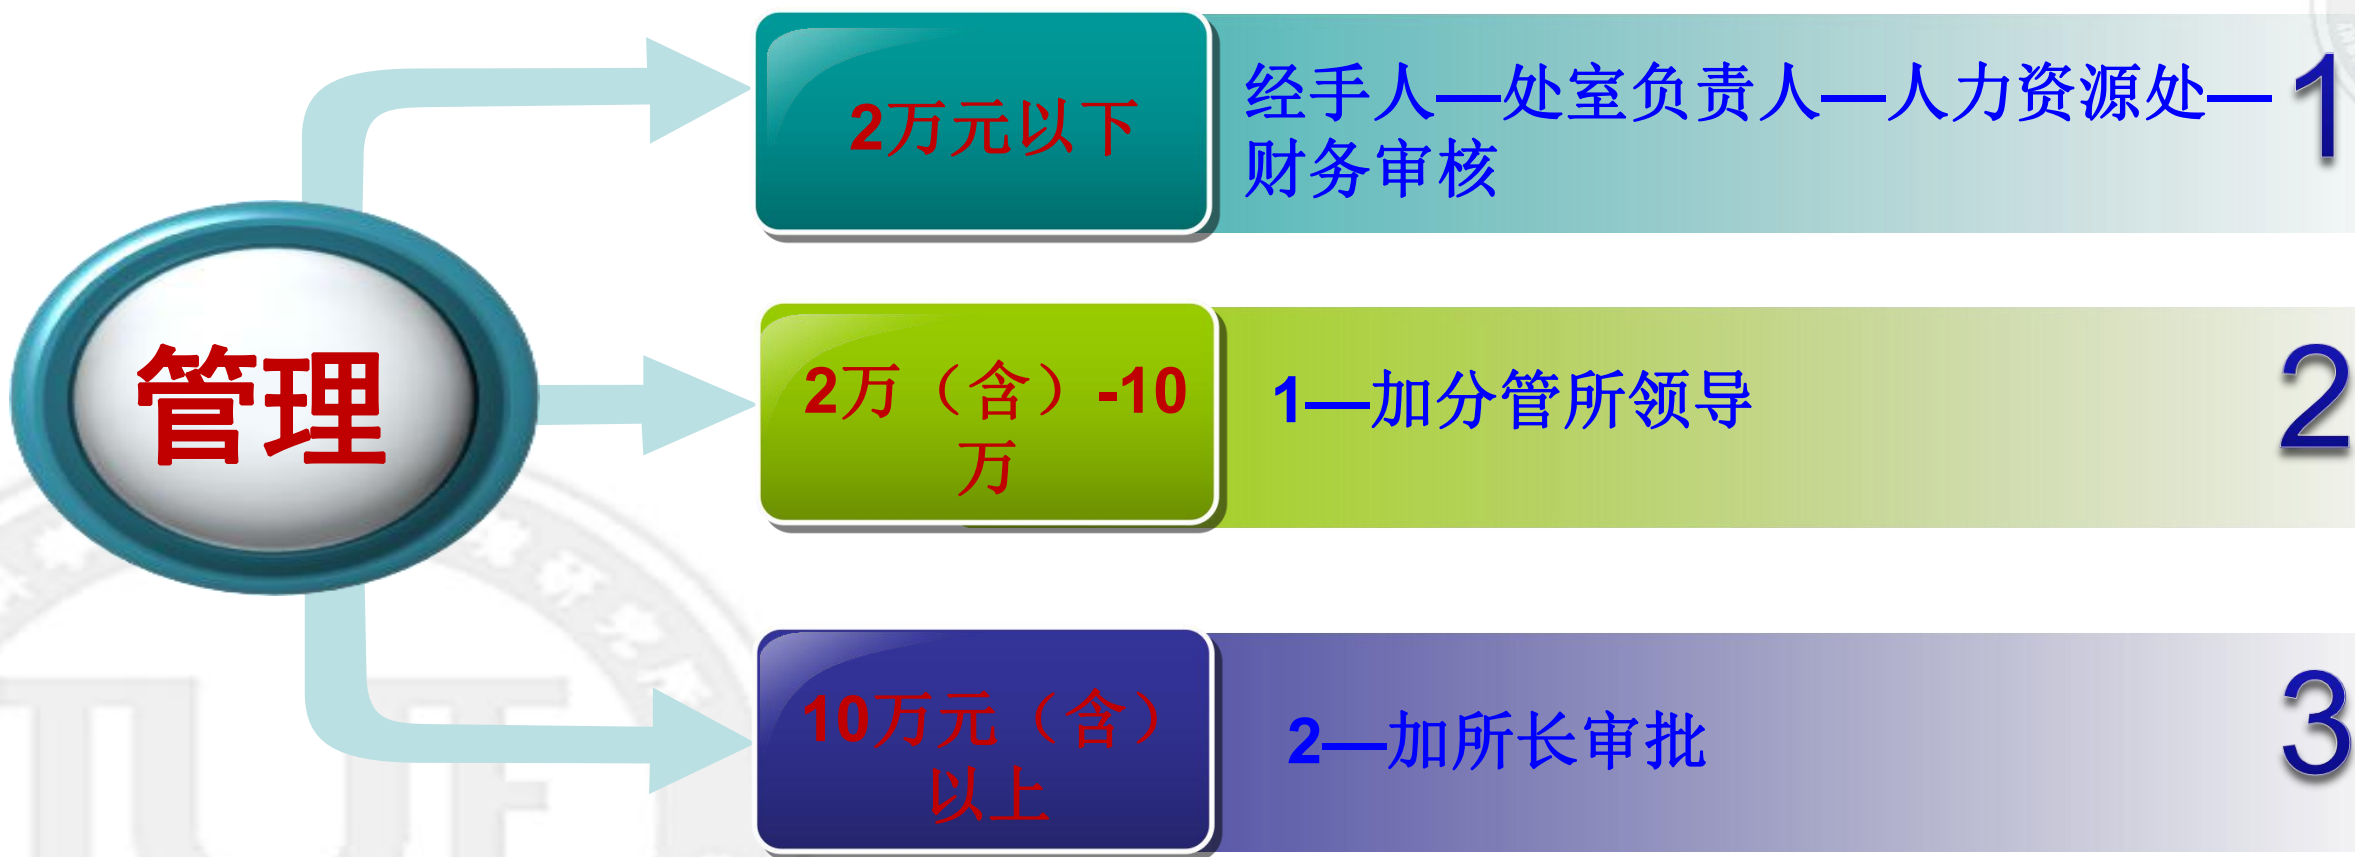 管理
2万元以下
经手人—处室负责人—人力资源处—
财务审核
1
2万（含）-10
万
1—加分管所领导
2
10万元（含）
以上
2—加所长审批
3